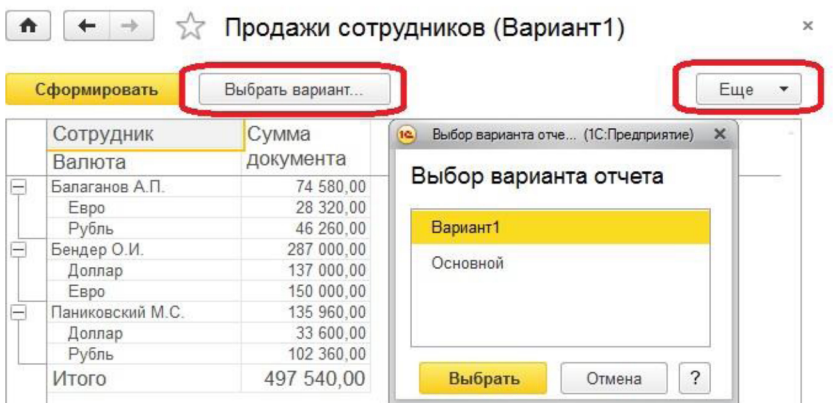 Продажи сотрудников (Вариант1)
Сформировать
Выбрать вариант...
Еще
Сотрудник Сумма документа
Валюта
Балаганов А.П. 74 580,00
Евро 28 320,00
Рубль 46 260,00
Бендер О.И. 287 000,00
Доллар 137 000,00
Евро 150 000,00
Паниковский М.С. 135 960,00
Доллар 33 600,00
Рубль 102 360,00
Итого 497 540,00
1С Выбор варианта отче... (1С:Предприятие)
Выбор варианта отчета
Вариант1
Основной
Выбрать
Отмена
?